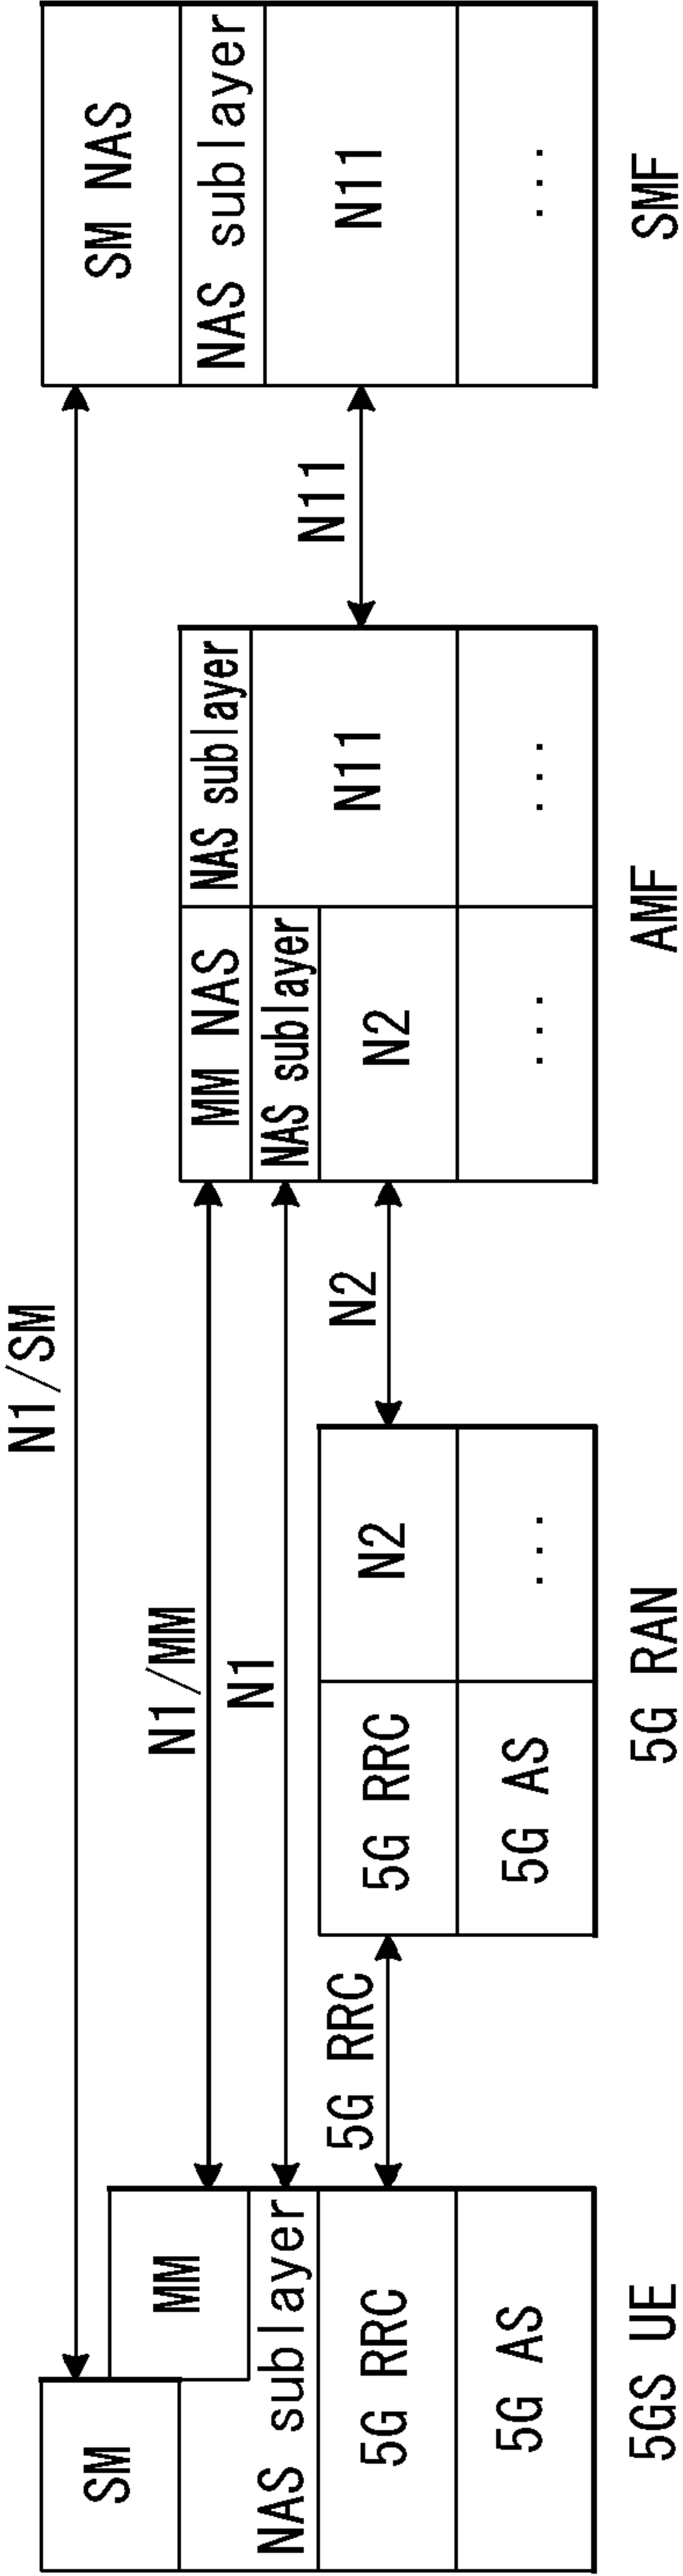 N1/SM
N1/MM
N1
5G RRC
N2
N11
SM
MM
NAS sublayer
5G RRC
5G AS
5GS UE
5G RRC
N2
5G AS
...
5G RAN
MM NAS
NAS sublayer
NAS sublayer
N2
N11
...
...
AMF
SM NAS
NAS sublayer
N11
...
SMF